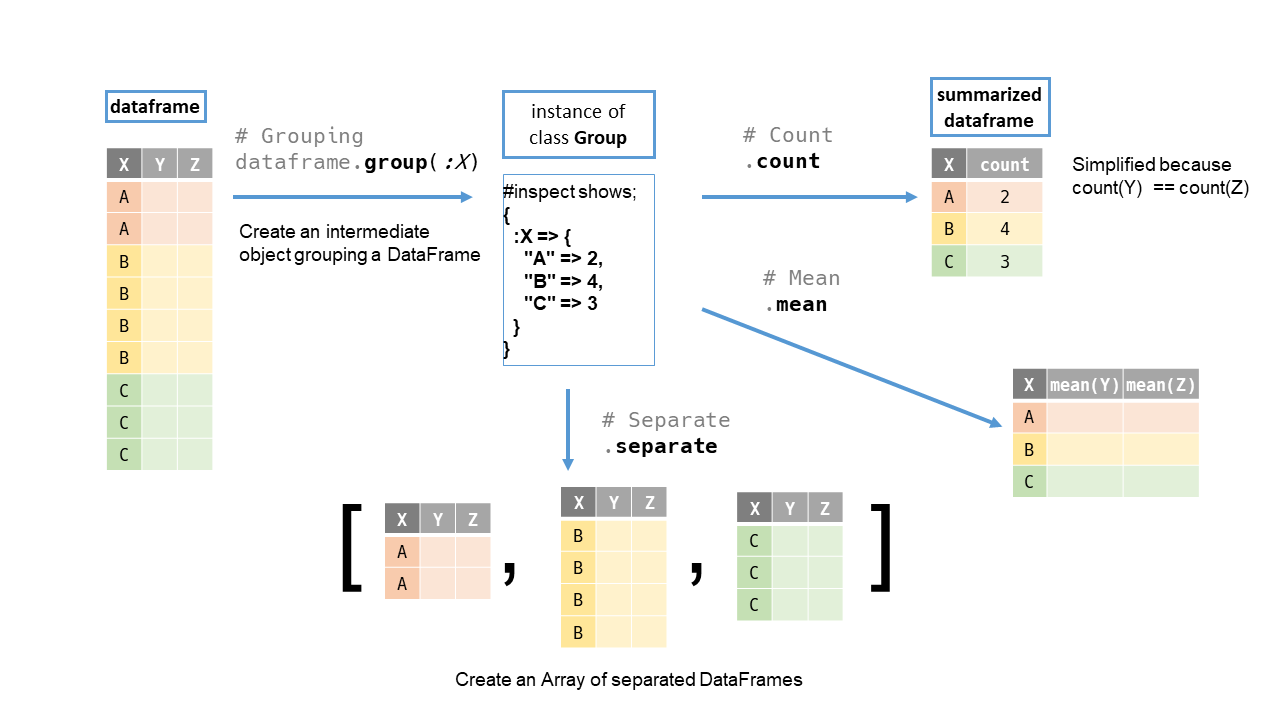 dataframe
X Y Z
A
A
B
B
B
B
C
C
C
# Grouping
dataframe.group(:X)
Create an intermediate
object grouping a DataFrame
instance of
class Group
#inspect shows;
{
:X => {
"A" => 2,
"B" => 4,
"C" => 3
}
}
# Count
.count
summarized
dataframe
X count
A 2
B 4
C 3
Simplified because
count(Y) == count(Z)
# Mean
.mean
X mean(Y) mean(Z)
A
B
C
# Separate
.separate
[
X Y Z
A
A
,
X Y Z
B
B
B
B
,
X Y Z
C
C
C
]
Create an Array of separated DataFrames